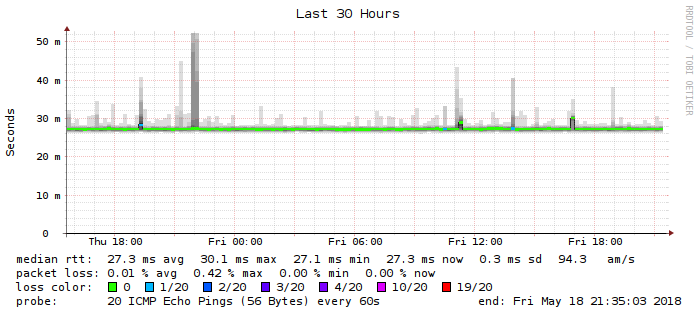 Last 30 Hours
RRDTOOL / TOBI OETIKER
Seconds
50 m
40 m
30 m
20 m
10 m
0
Thu 18:00 Fri 00:00 Fri 06:00 Fri 12:00 Fri 18:00
median rtt: 27.3 ms avg 30.1 ms max 27.1 ms min 27.3 ms now 0.3 ms sd 94.3 am/s
packet loss: 0.01 % avg 0.42 % max 0.00 % min 0.00 % now
loss color: 0 1/20 2/20 3/20 4/20 10/20 19/20
probe: 20 ICMP Echo Pings (56 Bytes) every 60s end: Fri May 18 21:35:03 2018